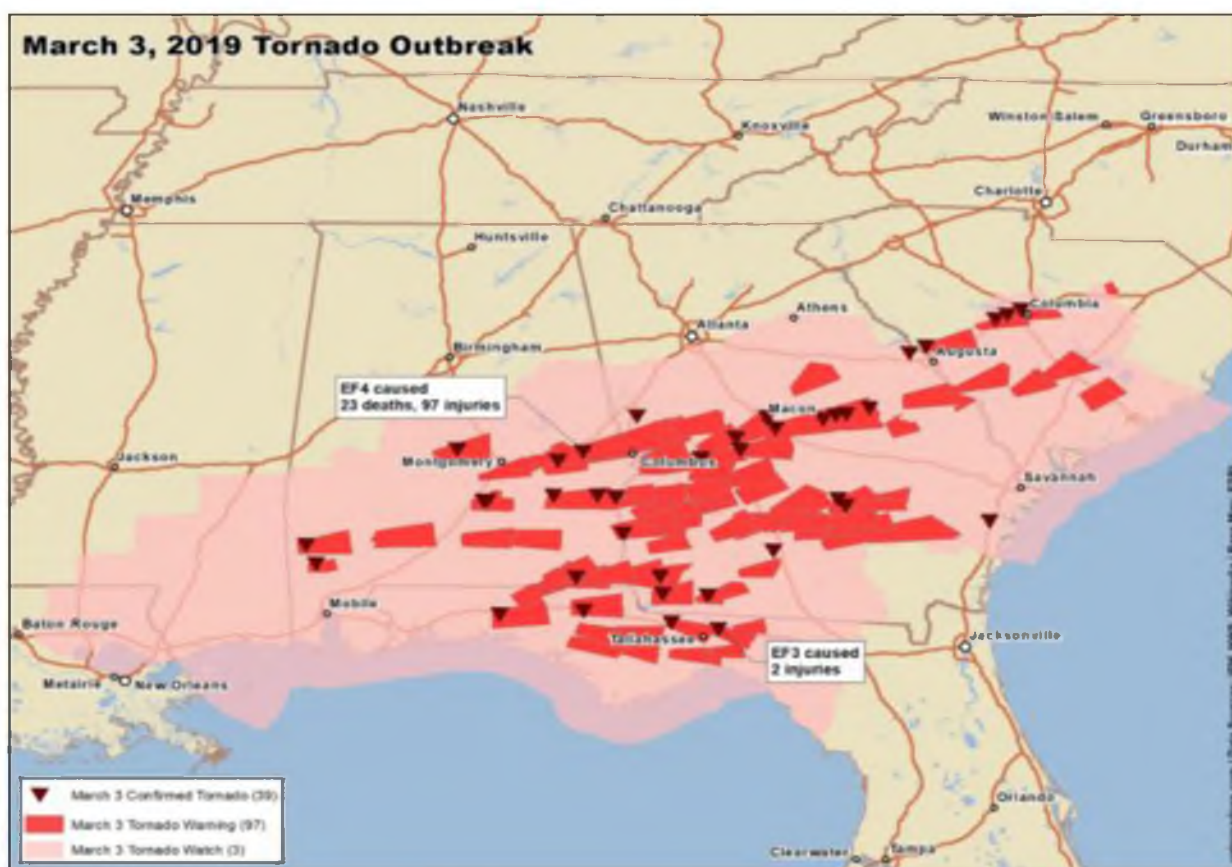 March 3, 2019 Tornado Outbreak
Nashville
Knoxville
Winston-Salem
Greensboro
Durham
Memphis
Charlotte
Chattanooga
Huntsville
Columbia
Athens
Atlanta
Birmingham
Augusta
EF4 caused
23 deaths, 97 injuries
Macon
Jackson
Montgomery
Columbus
Savannah
Mobile
Baton Rouge
Tallahassee
Jacksonville
EF3 caused
2 injuries
Metairie
New Orleans
March 3 Confirmed Tornado (39)
March 3 Tornado Warning (97)
March 3 Tornado Watch (3)
Orlando
Clearwater
Tampa